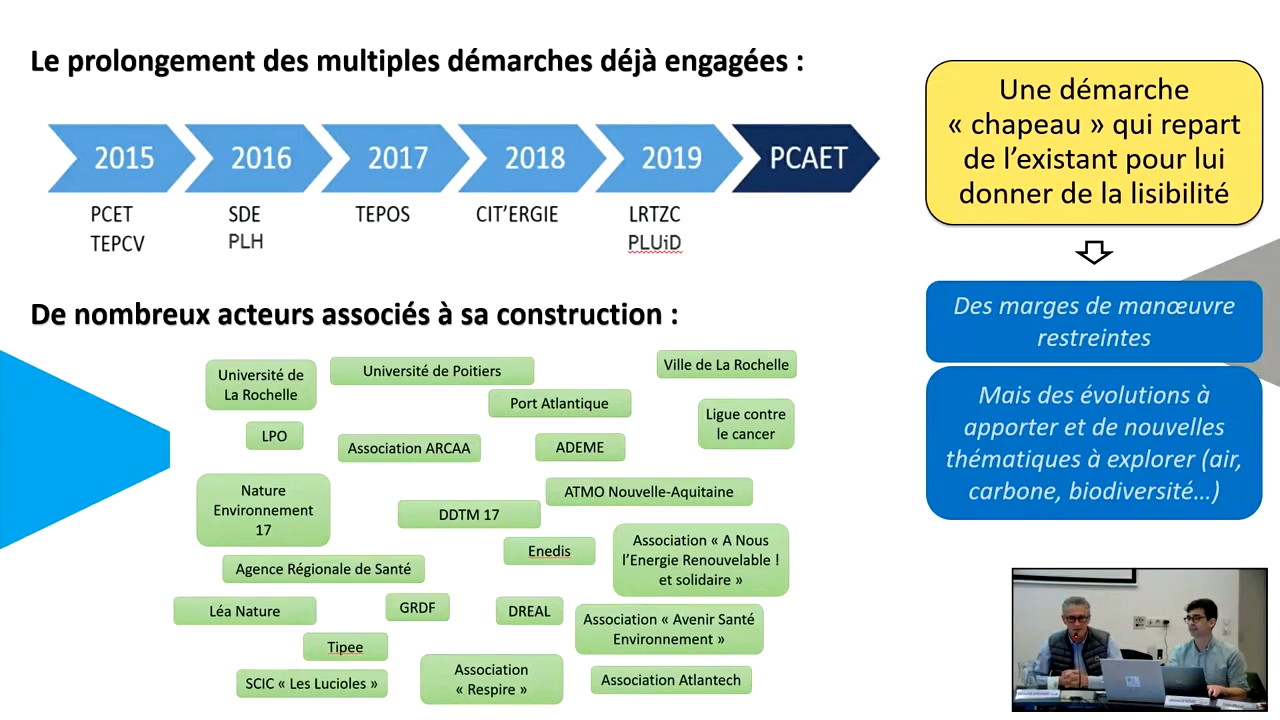 Le prolongement des multiples démarches déjà engagées :
2015
2016
2017
2018
2019
PCAET
PCET
TEPCV
SDE
PLH
TEPOS
CIT’ERGIE
LRTZC
PLUiD
De nombreux acteurs associés à sa construction :
Université de
La Rochelle
Université de Poitiers
Ville de La Rochelle
Port Atlantique
Ligue contre
le cancer
LPO
Association ARCAA
ADEME
Nature
Environnement
17
ATMO Nouvelle-Aquitaine
DDTM 17
Enedis
Association « A Nous
l’Energie Renouvelable !
et solidaire »
Agence Régionale de Santé
Léa Nature
GRDF
DREAL
Association « Avenir Santé
Environnement »
Tipee
SCIC « Les Lucioles »
Association
« Respire »
Association Atlantech
Une démarche
« chapeau » qui repart
de l’existant pour lui
donner de la lisibilité
Des marges de manœuvre
restreintes
Mais des évolutions à
apporter et de nouvelles
thématiques à explorer (air,
carbone, biodiversité…)